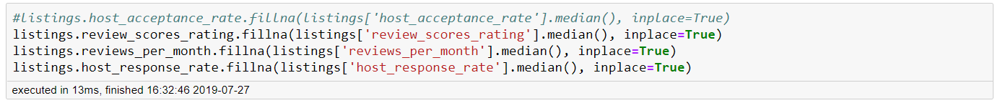 #listings.host_acceptance_rate.fillna(listings['host_acceptance_rate'].median(), inplace=True)
listings.review_scores_rating.fillna(listings['review_scores_rating'].median(), inplace=True)
listings.reviews_per_month.fillna(listings['reviews_per_month'].median(), inplace=True)
listings.host_response_rate.fillna(listings['host_response_rate'].median(), inplace=True)
executed in 13ms, finished 16:32:46 2019-07-27